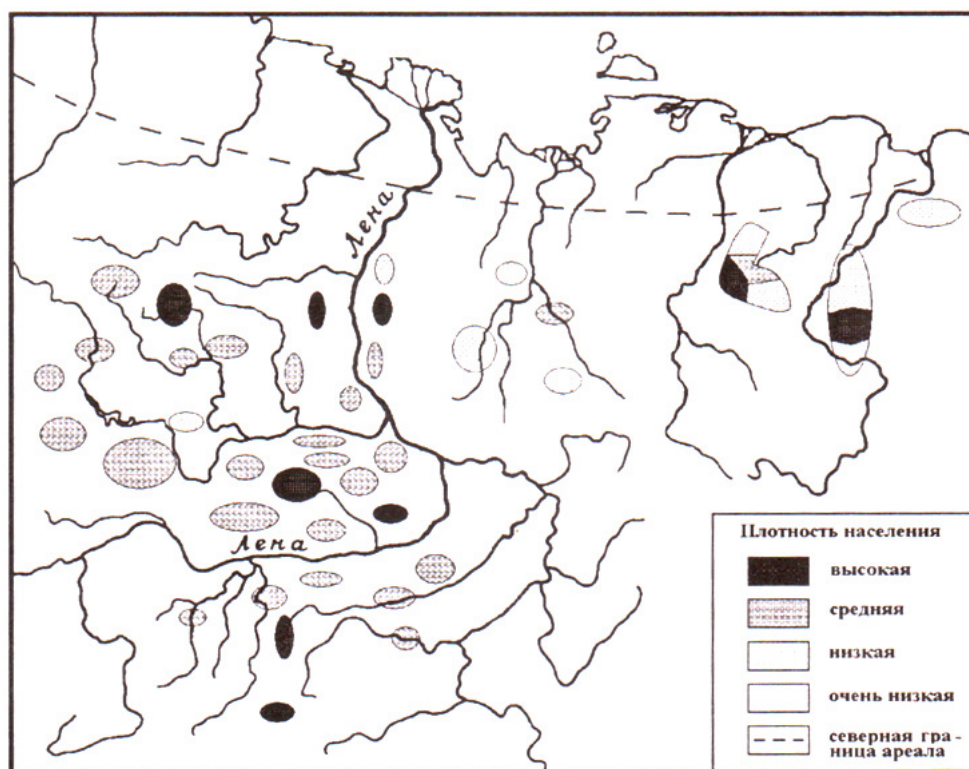 Лена
Лена
Плотность населения
высокая
средняя
низкая
очень низкая
северная гра -
ница ареала